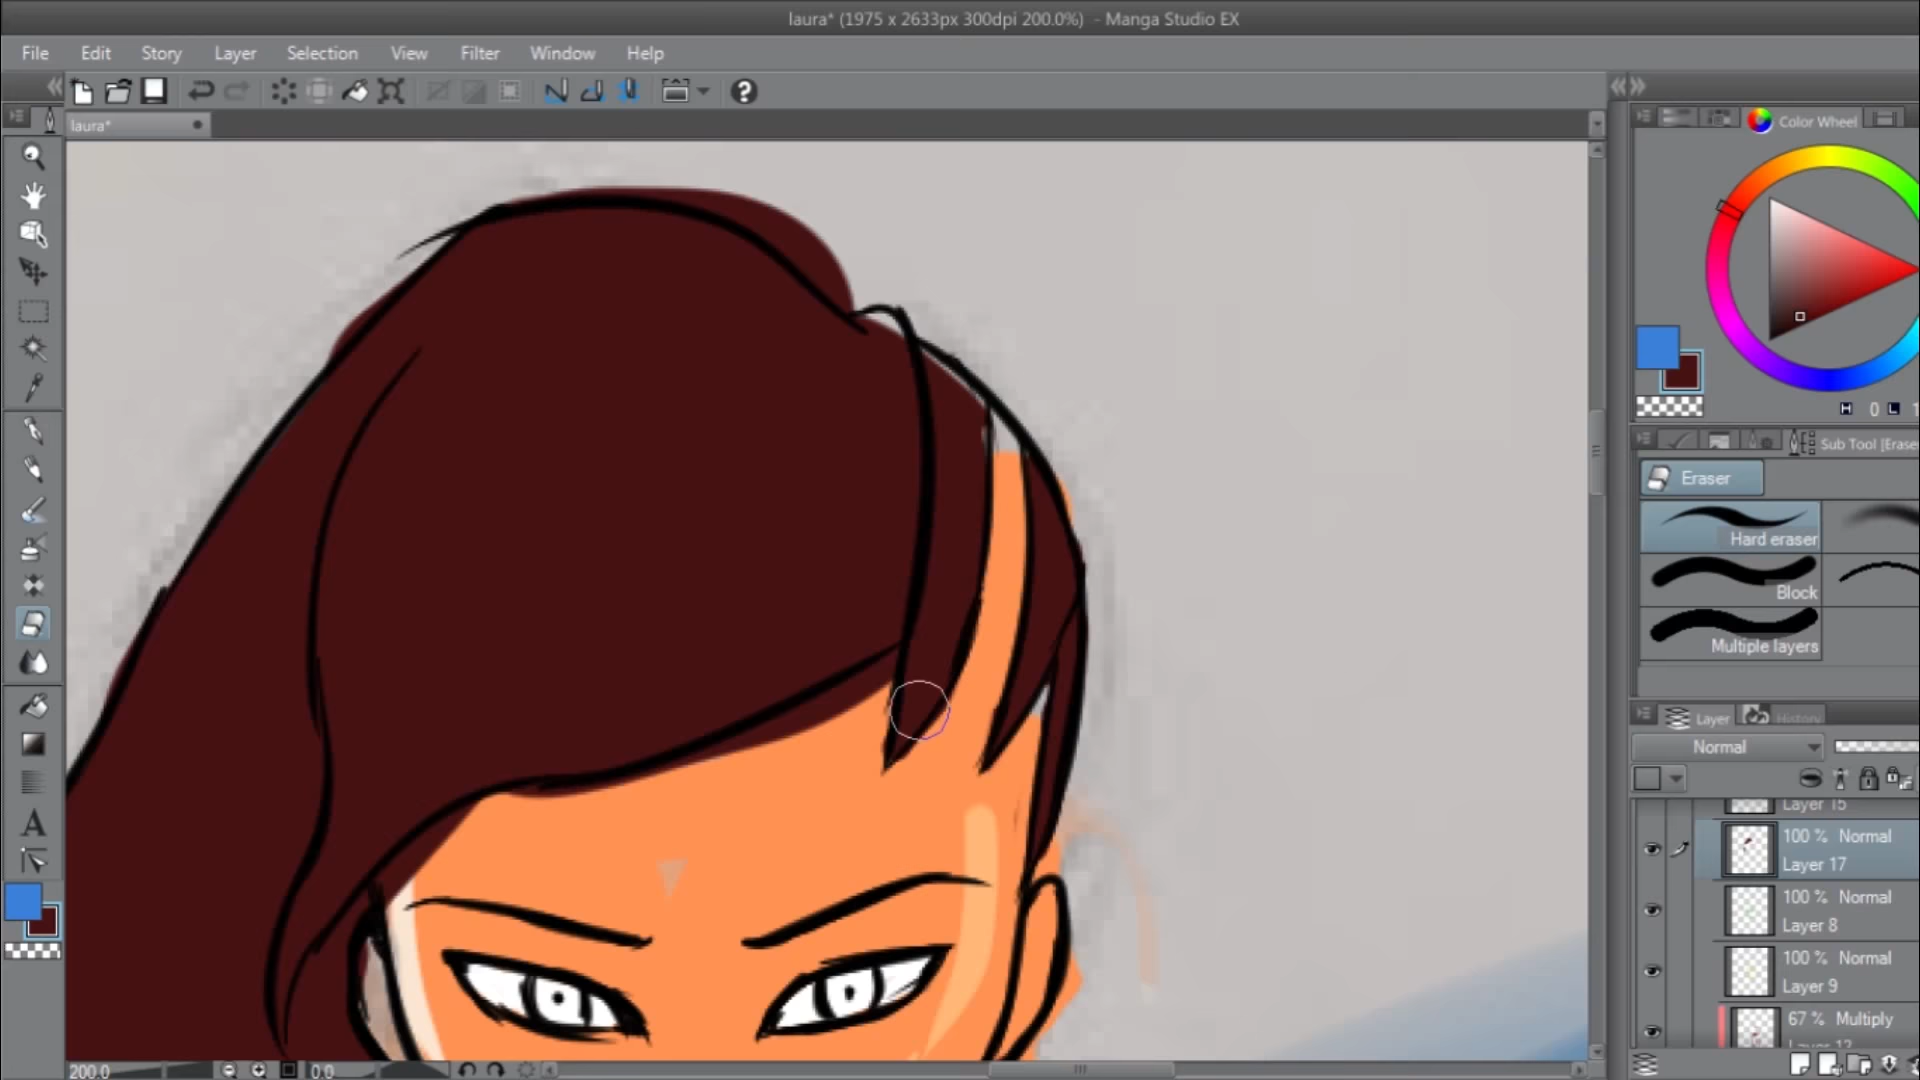 laura* (1975 x 2633px 300dpi 200.0%) - Manga Studio EX
File Edit Story Layer Selection View Filter Window Help
laura*
Color Wheel
H 0 L 1
Sub Tool [Erase
Eraser
Hard eraser
Block
Multiple layers
Layer History
Normal
Layer 15
100 % Normal
Layer 17
100 % Normal
Layer 8
100 % Normal
Layer 9
67 % Multiply
200.0 0.0